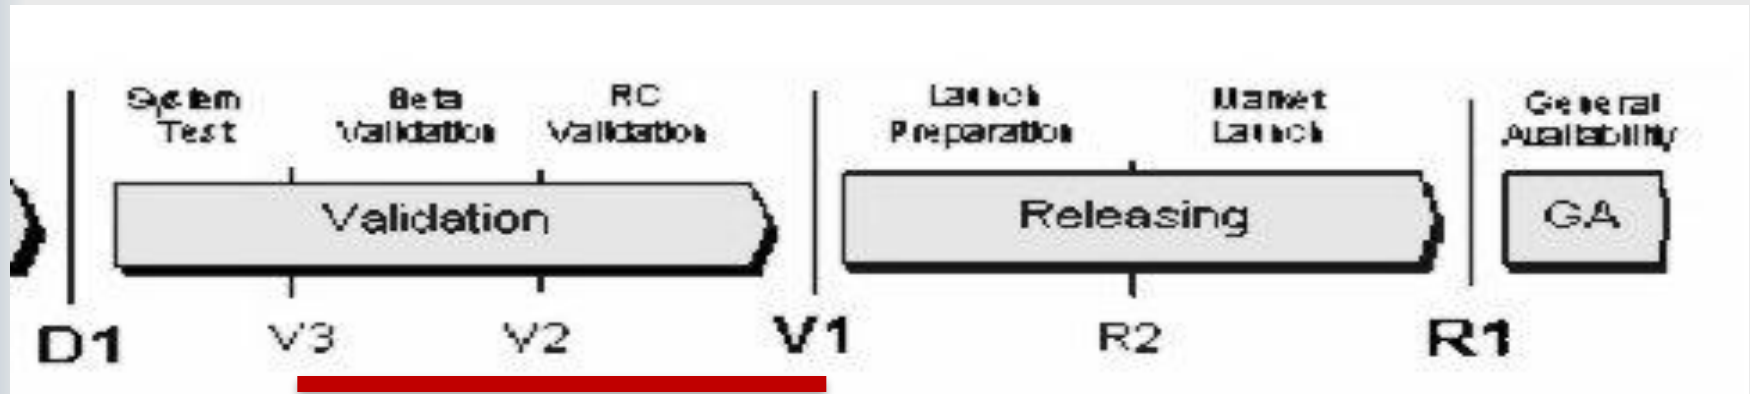 System
Test
Beta
Validation
RC
Validation
Launch
Preparation
Market
Launch
General
Availability
Validation
Releasing
GA
D1
V3
V2
V1
R2
R1